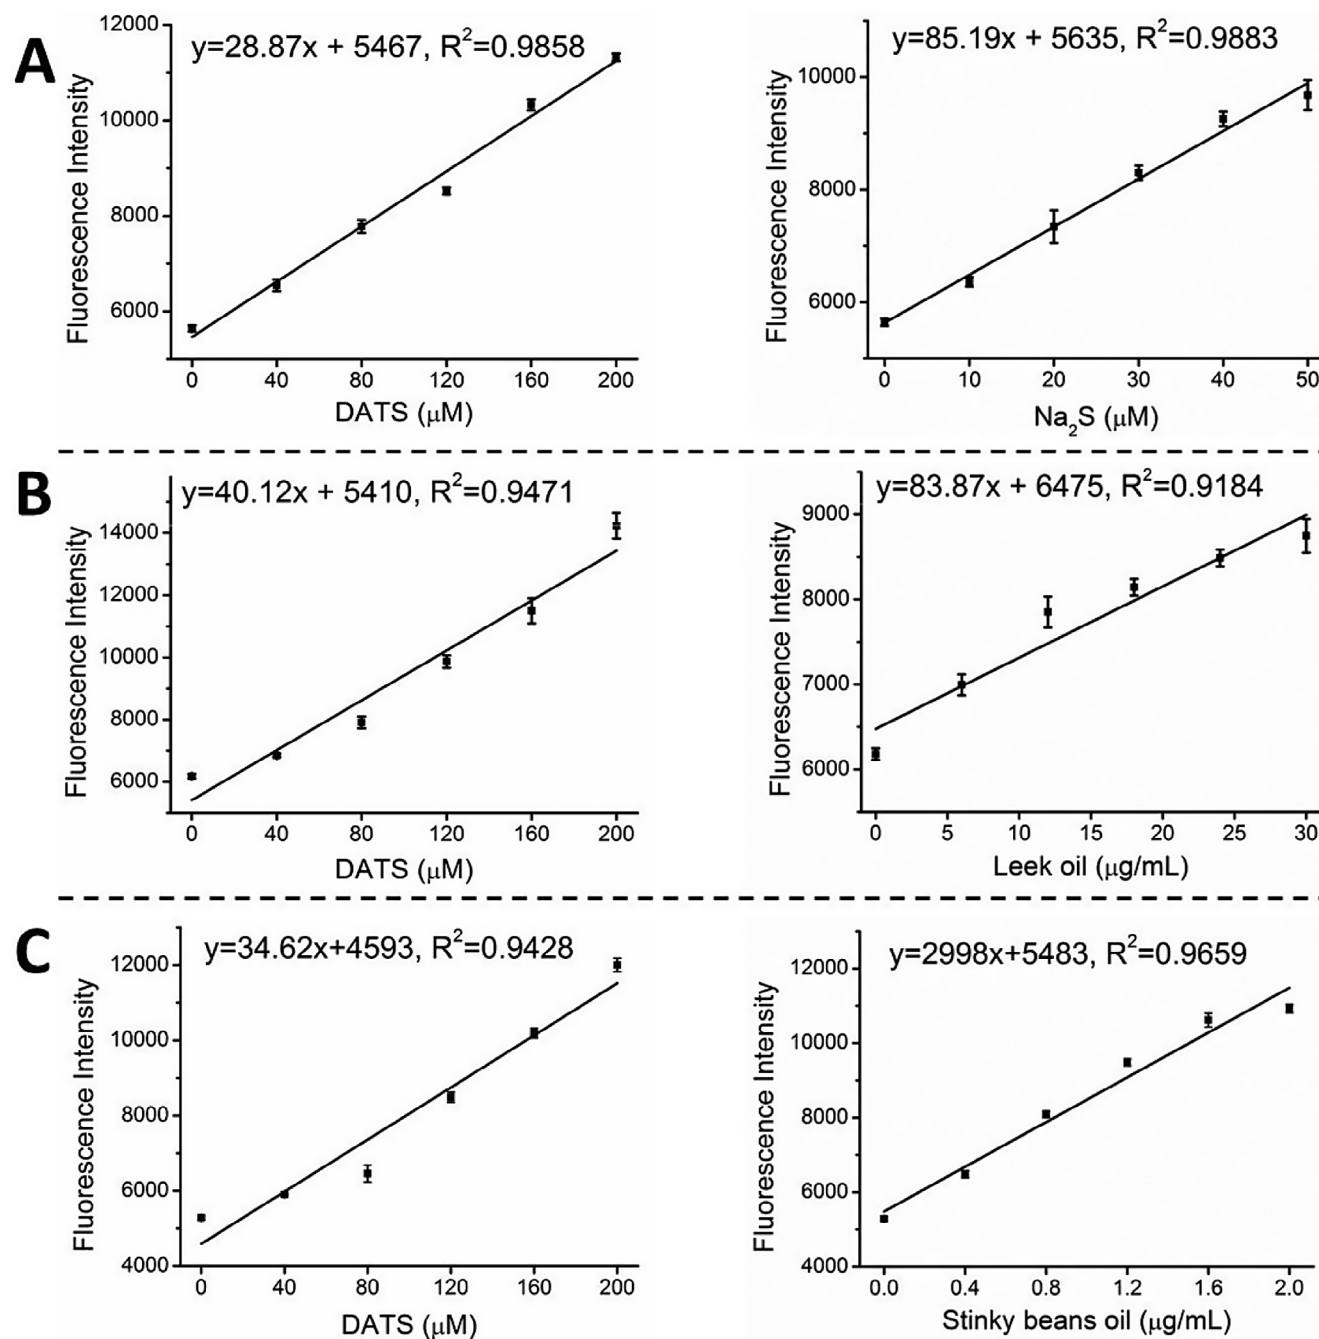 A
y=28.87x + 5467, R²=0.9858
12000
10000
8000
6000
Fluorescence Intensity
0 40 80 120 160 200
DATS (μM)
y=85.19x + 5635, R²=0.9883
10000
8000
6000
Fluorescence Intensity
0 10 20 30 40 50
Na₂S (μM)
B
y=40.12x + 5410, R²=0.9471
14000
12000
10000
8000
6000
Fluorescence Intensity
0 40 80 120 160 200
DATS (μM)
y=83.87x + 6475, R²=0.9184
9000
8000
7000
6000
Fluorescence Intensity
0 5 10 15 20 25 30
Leek oil (μg/mL)
C
y=34.62x+4593, R²=0.9428
12000
10000
8000
6000
4000
Fluorescence Intensity
0 40 80 120 160 200
DATS (μM)
y=2998x+5483, R²=0.9659
12000
10000
8000
6000
4000
Fluorescence Intensity
0.0 0.4 0.8 1.2 1.6 2.0
Stinky beans oil (μg/mL)